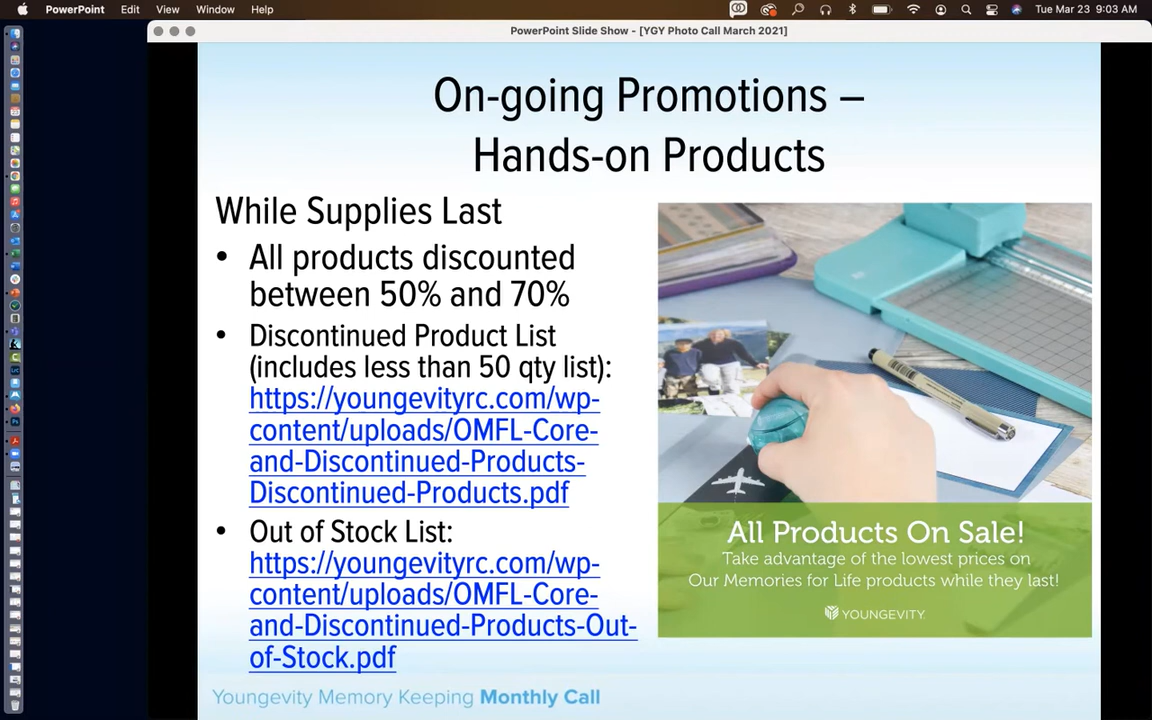 PowerPoint Edit View Window Help Tue Mar 23 9:03 AM
PowerPoint Slide Show - [YGY Photo Call March 2021]
On-going Promotions –
Hands-on Products
While Supplies Last
• All products discounted
between 50% and 70%
• Discontinued Product List
(includes less than 50 qty list):
https://youngevityrc.com/wp-
content/uploads/OMFL-Core-
and-Discontinued-Products-
Discontinued-Products.pdf
• Out of Stock List:
https://youngevityrc.com/wp-
content/uploads/OMFL-Core-
and-Discontinued-Products-Out-
of-Stock.pdf
All Products On Sale!
Take advantage of the lowest prices on
Our Memories for Life products while they last!
YOUNGEVITY.
Youngevity Memory Keeping Monthly Call